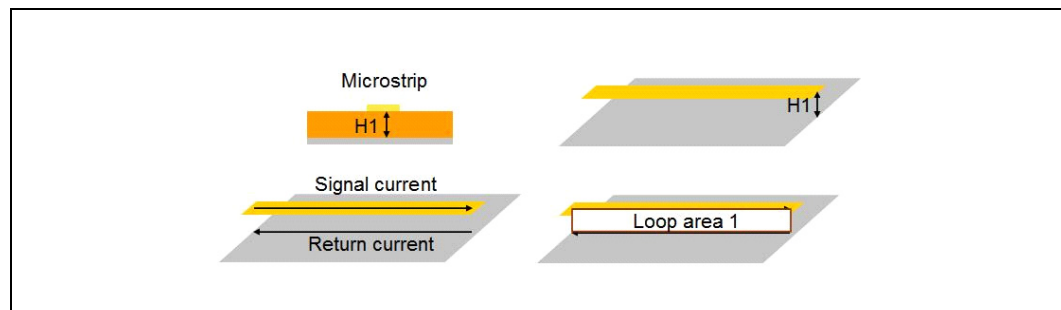 Microstrip
H1
H1
Signal current
Return current
Loop area 1